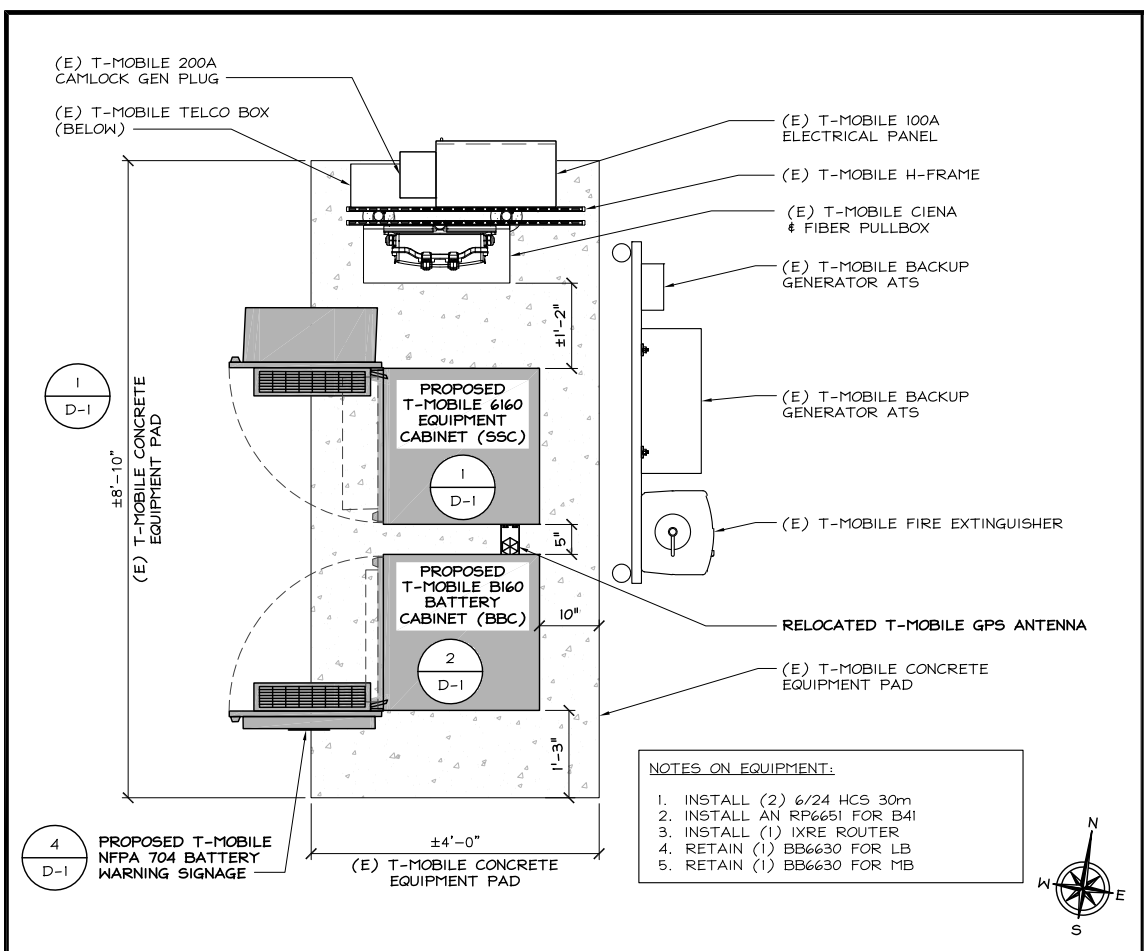 (E) T-MOBILE 200A
CAMLOCK GEN PLUG
(E) T-MOBILE TELCO BOX
(BELOW)
(E) T-MOBILE 100A
ELECTRICAL PANEL
(E) T-MOBILE H-FRAME
(E) T-MOBILE CIENA
& FIBER PULLBOX
(E) T-MOBILE BACKUP
GENERATOR ATS
±1'-2"
1
D-1
±8'-10"
(E) T-MOBILE CONCRETE
EQUIPMENT PAD
PROPOSED
T-MOBILE 6160
EQUIPMENT
CABINET (SSC)
1
D-1
(E) T-MOBILE BACKUP
GENERATOR ATS
(E) T-MOBILE FIRE EXTINGUISHER
5"
PROPOSED
T-MOBILE B160
BATTERY
CABINET (BBC)
2
D-1
10"
RELOCATED T-MOBILE GPS ANTENNA
(E) T-MOBILE CONCRETE
EQUIPMENT PAD
1'-3"
4
D-1
PROPOSED T-MOBILE
NFPA 704 BATTERY
WARNING SIGNAGE
±4'-0"
(E) T-MOBILE CONCRETE
EQUIPMENT PAD
NOTES ON EQUIPMENT:
1. INSTALL (2) 6/24 HCS 30m
2. INSTALL AN RP6651 FOR B41
3. INSTALL (1) IXRE ROUTER
4. RETAIN (1) BB6630 FOR LB
5. RETAIN (1) BB6630 FOR MB
N
W
E
S